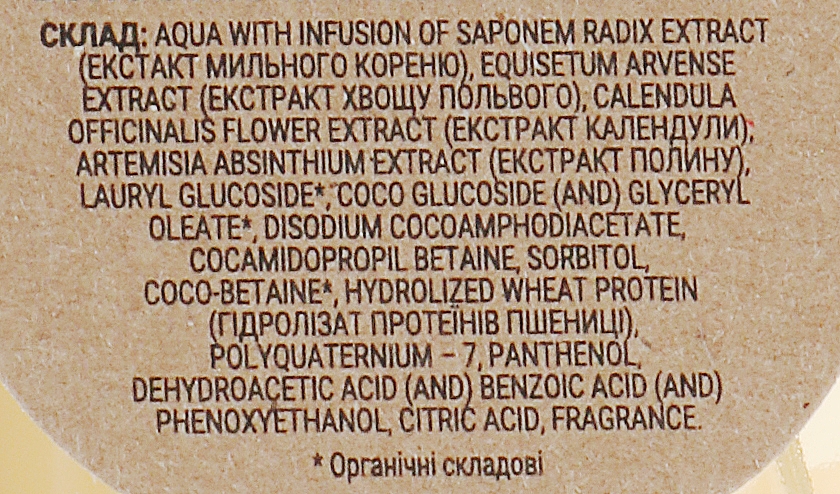 СКЛАД: AQUA WITH INFUSION OF SAPONEM RADIX EXTRACT
(ЕКСТАКТ МИЛЬНОГО КОРЕНЮ), EQUISETUM ARVENSE
EXTRACT (ЕКСТРАКТ ХВОЩУ ПОЛЬВОГО), CALENDULA
OFFICINALIS FLOWER EXTRACT (ЕКСТРАКТ КАЛЕНДУЛИ);
ARTEMISIA ABSINTHIUM EXTRACT (ЕКСТРАКТ ПОЛИНУ),
LAURYL GLUCOSIDE*, COCO GLUCOSIDE (AND) GLYCERYL
OLEATE*, DISODIUM COCOAMPHODIACETATE,
COCAMIDOPROPIL BETAINE, SORBITOL,
COCO-BETAINE*, HYDROLIZED WHEAT PROTEIN
(ГІДРОЛІЗАТ ПРОТЕЇНІВ ПШЕНИЦІ),
POLYQUATERNIUM – 7, PANTHENOL,
DEHYDROACETIC ACID (AND) BENZOIC ACID (AND)
PHENOXYETHANOL, CITRIC ACID, FRAGRANCE.
* Органічні складові